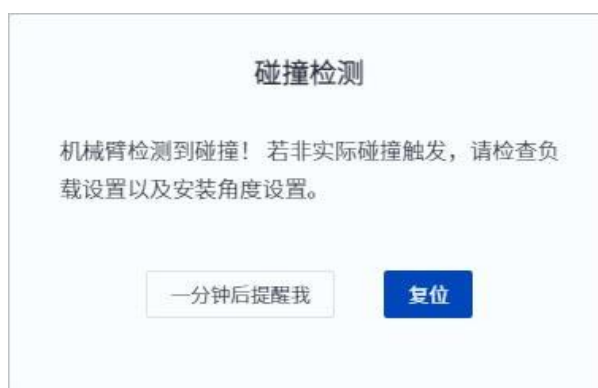 碰撞检测
机械臂检测到碰撞！若非实际碰撞触发，请检查负
载设置以及安装角度设置。
一分钟后提醒我
复位